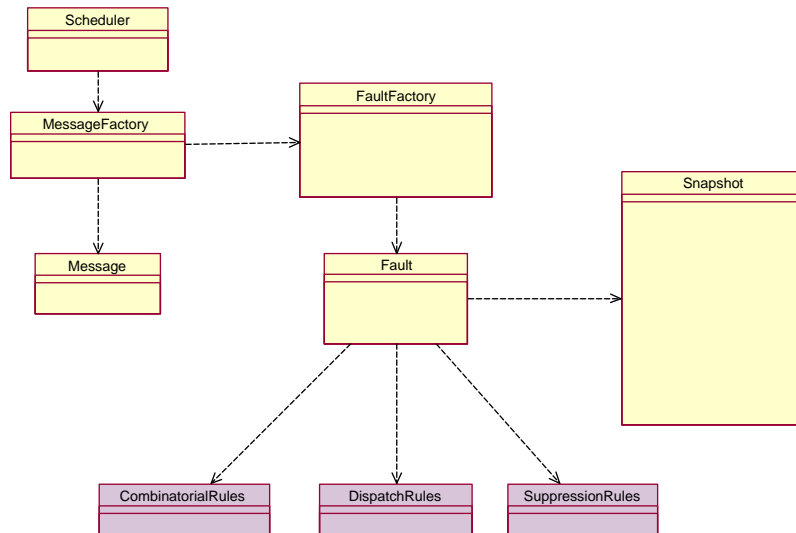 Scheduler
FaultFactory
MessageFactory
Snapshot
Message
Fault
CombinatorialRules
DispatchRules
SuppressionRules